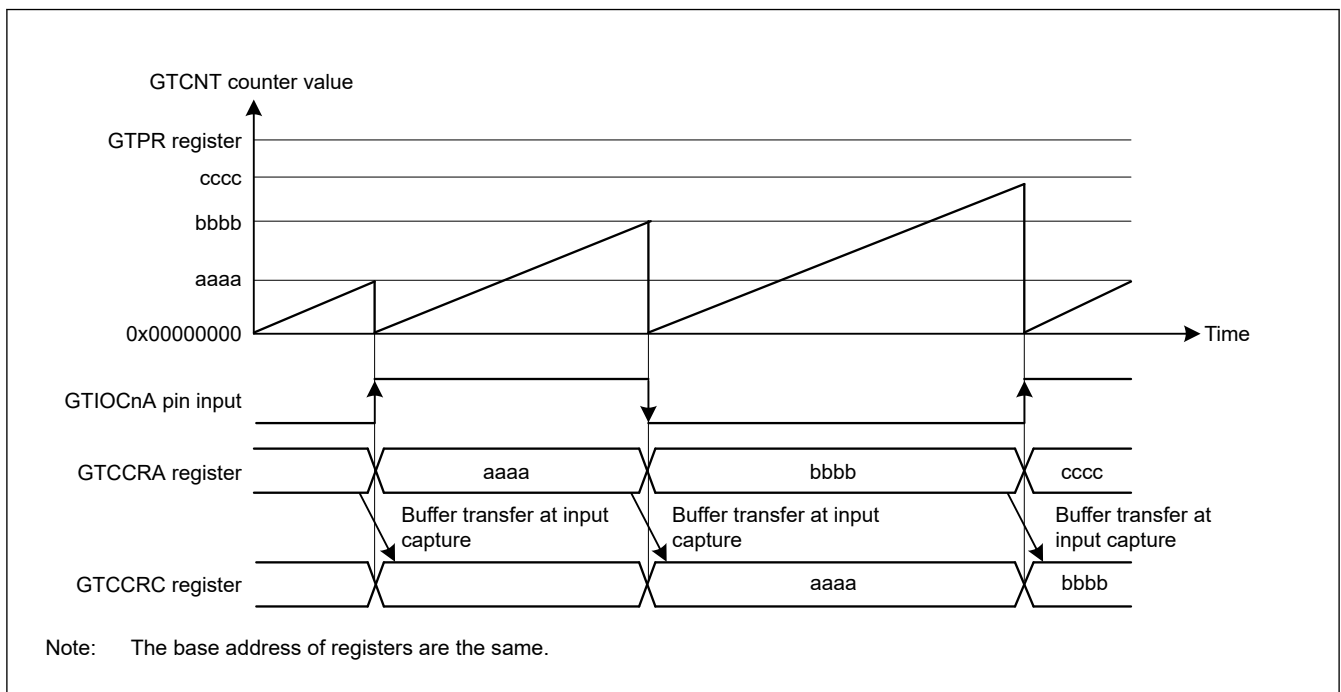 GTCNT counter value
GTPR register
cccc
bbbb
aaaa
0x00000000
Time
GTIOCnA pin input
GTCCRA register
aaaa
bbbb
cccc
Buffer transfer at input
capture
Buffer transfer at input
capture
Buffer transfer at
input capture
GTCCRC register
aaaa
bbbb
Note: The base address of registers are the same.